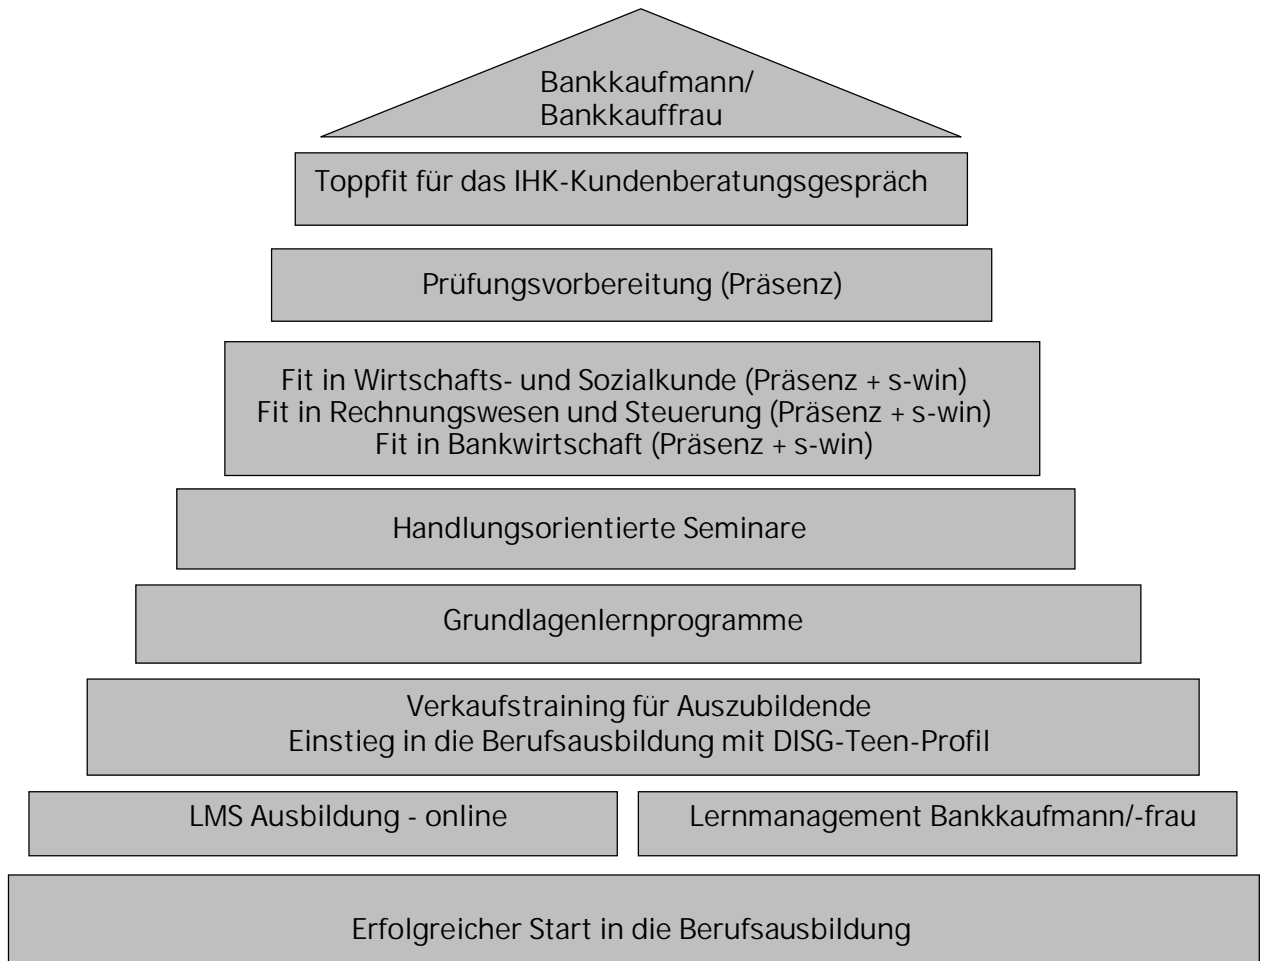 Bankkaufmann/
Bankkauffrau
Toppfit für das IHK-Kundenberatungsgespräch
Prüfungsvorbereitung (Präsenz)
Fit in Wirtschafts- und Sozialkunde (Präsenz + s-win)
Fit in Rechnungswesen und Steuerung (Präsenz + s-win)
Fit in Bankwirtschaft (Präsenz + s-win)
Handlungsorientierte Seminare
Grundlagenlernprogramme
Verkaufstraining für Auszubildende
Einstieg in die Berufsausbildung mit DISG-Teen-Profil
LMS Ausbildung - online
Lernmanagement Bankkaufmann/-frau
Erfolgreicher Start in die Berufsausbildung